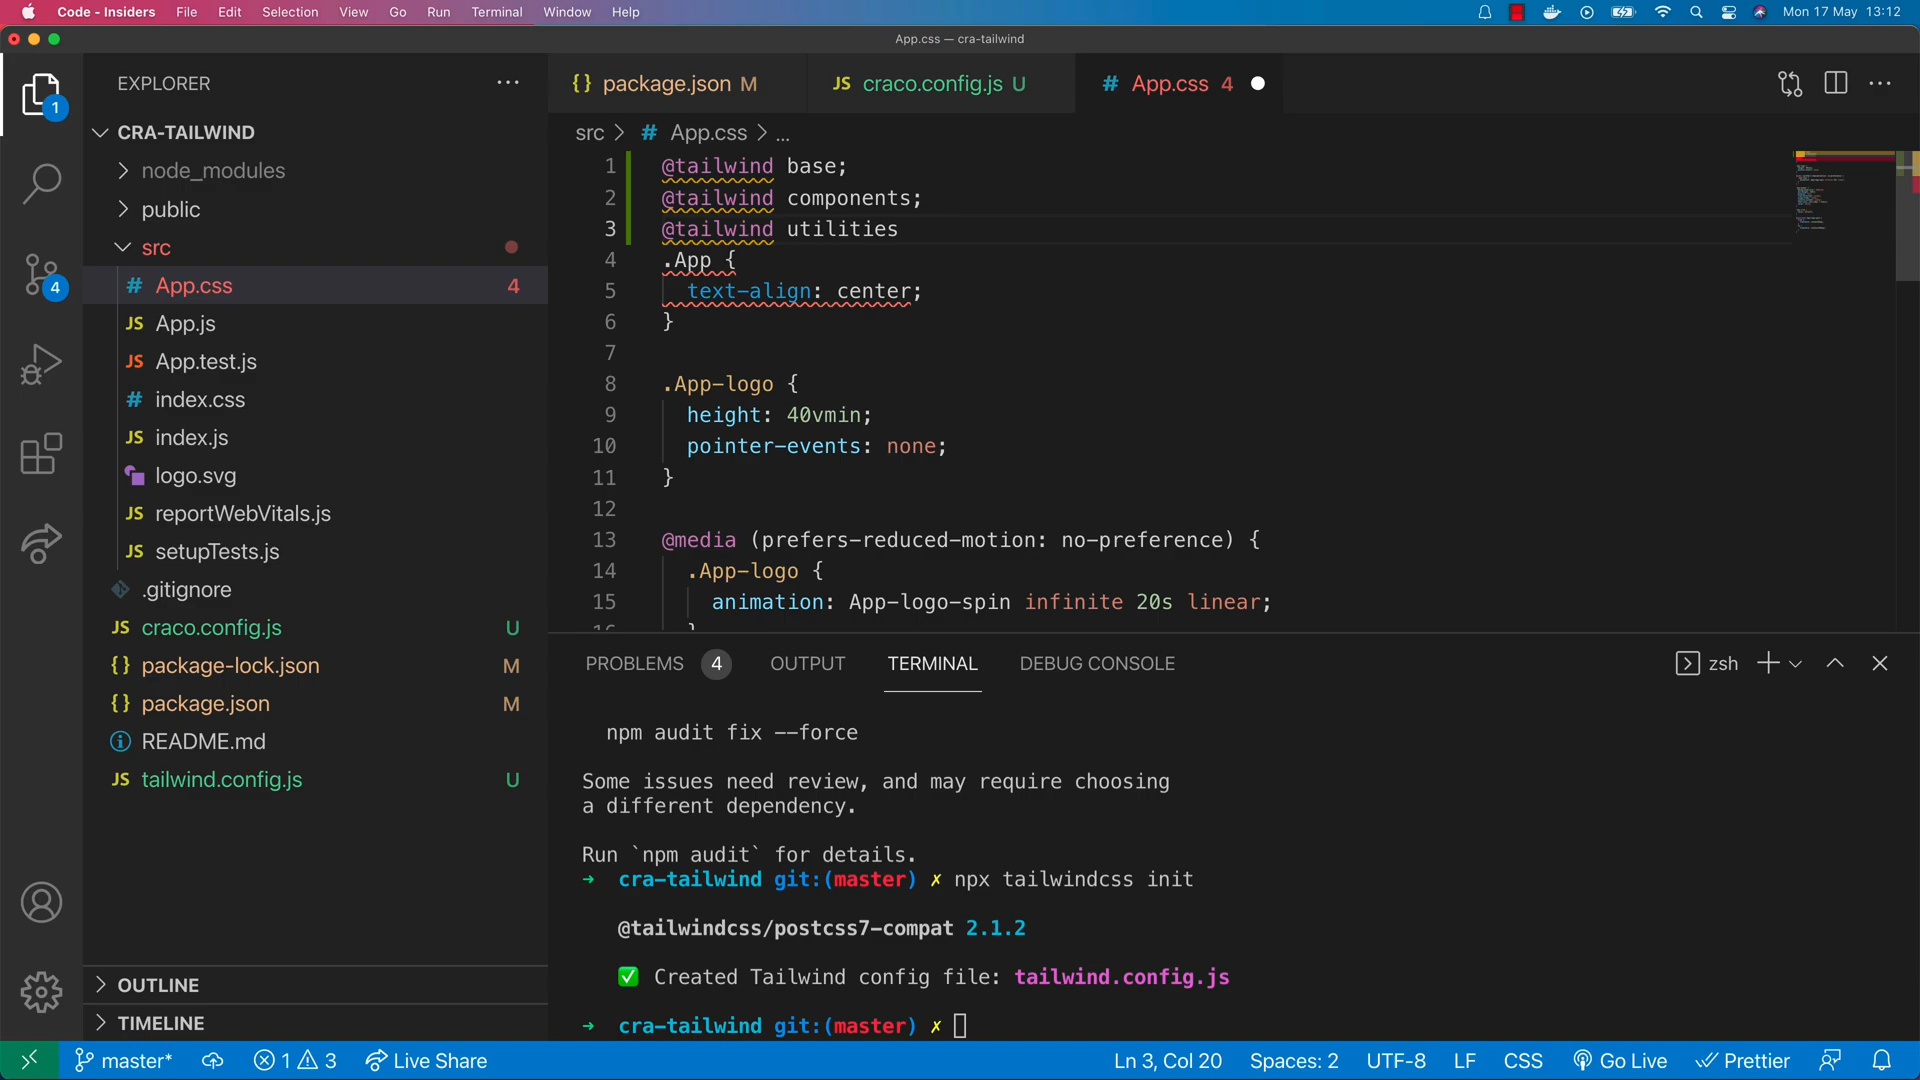 Code - Insiders File Edit Selection View Go Run Terminal Window Help Mon 17 May 13:12
App.css — cra-tailwind
EXPLORER ···
{} package.json M JS craco.config.js U # App.css 4 ···
CRA-TAILWIND
node_modules
public
src
# App.css 4
JS App.js
JS App.test.js
# index.css
JS index.js
logo.svg
JS reportWebVitals.js
JS setupTests.js
.gitignore
JS craco.config.js U
{} package-lock.json M
{} package.json M
README.md
JS tailwind.config.js U
OUTLINE
TIMELINE
1
4
src > # App.css > ...
1 @tailwind base;
2 @tailwind components;
3 @tailwind utilities
4 .App {
5 text-align: center;
6 }
7
8 .App-logo {
9 height: 40vmin;
10 pointer-events: none;
11 }
12
13 @media (prefers-reduced-motion: no-preference) {
14 .App-logo {
15 animation: App-logo-spin infinite 20s linear;
16 }
PROBLEMS 4 OUTPUT TERMINAL DEBUG CONSOLE zsh
npm audit fix --force
Some issues need review, and may require choosing
a different dependency.
Run `npm audit` for details.
→ cra-tailwind git:(master) ✗ npx tailwindcss init
@tailwindcss/postcss7-compat 2.1.2
✅ Created Tailwind config file: tailwind.config.js
→ cra-tailwind git:(master) ✗
master* 1 3 Live Share Ln 3, Col 20 Spaces: 2 UTF-8 LF CSS Go Live Prettier